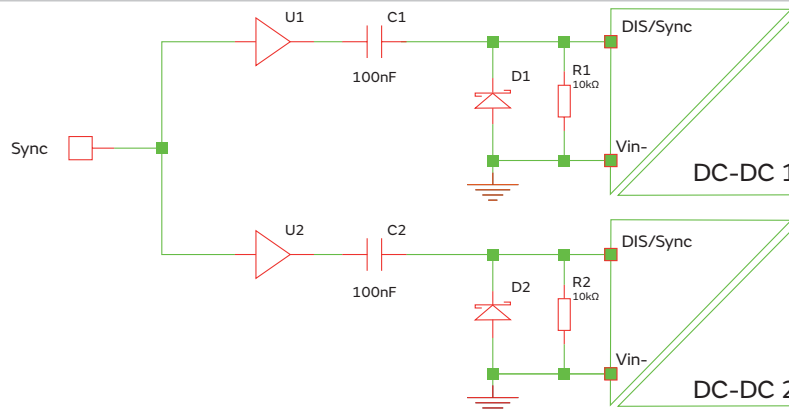 U1
C1
DIS/Sync
100nF
D1
R1
10kΩ
Sync
Vin-
DC-DC 1
U2
C2
DIS/Sync
100nF
D2
R2
10kΩ
Vin-
DC-DC 2